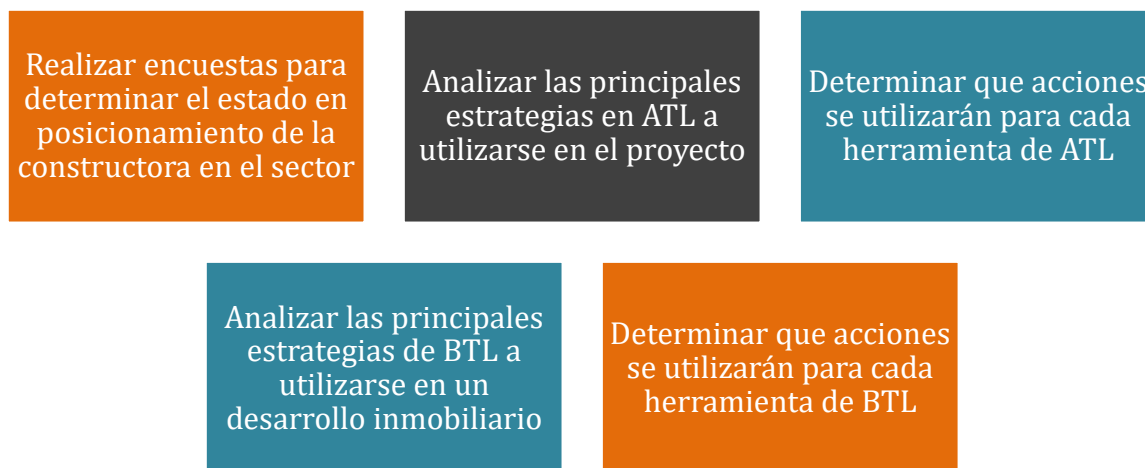 Realizar encuestas para
determinar el estado en
posicionamiento de la
constructora en el sector
Analizar las principales
estrategias en ATL a
utilizarse en el proyecto
Determinar que acciones
se utilizarán para cada
herramienta de ATL
Analizar las principales
estrategias de BTL a
utilizarse en un
desarrollo inmobiliario
Determinar que acciones
se utilizarán para cada
herramienta de BTL